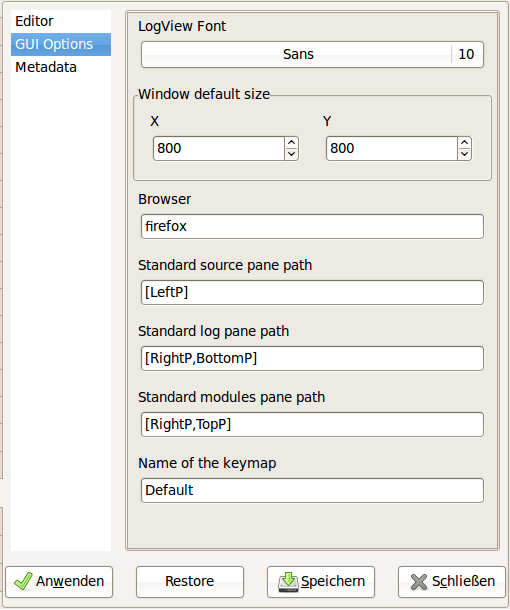 Editor
GUI Options
Metadata
LogView Font
Sans 10
Window default size
X Y
800 800
Browser
firefox
Standard source pane path
[LeftP]
Standard log pane path
[RightP,BottomP]
Standard modules pane path
[RightP,TopP]
Name of the keymap
Default
Anwenden Restore Speichern Schließen